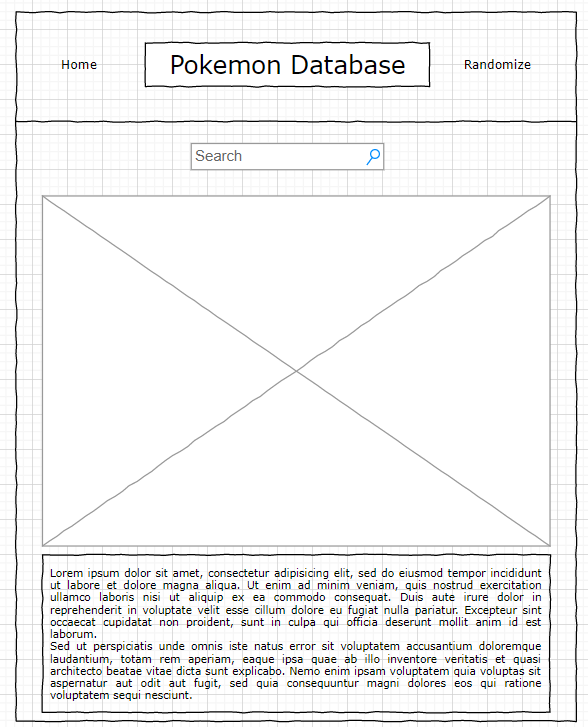 Home
Pokemon Database
Randomize
Search
Lorem ipsum dolor sit amet, consectetur adipisicing elit, sed do eiusmod tempor incididunt
ut labore et dolore magna aliqua. Ut enim ad minim veniam, quis nostrud exercitation
ullamco laboris nisi ut aliquip ex ea commodo consequat. Duis aute irure dolor in
reprehenderit in voluptate velit esse cillum dolore eu fugiat nulla pariatur. Excepteur sint
occaecat cupidatat non proident, sunt in culpa qui officia deserunt mollit anim id est
laborum.
Sed ut perspiciatis unde omnis iste natus error sit voluptatem accusantium doloremque
laudantium, totam rem aperiam, eaque ipsa quae ab illo inventore veritatis et quasi
architecto beatae vitae dicta sunt explicabo. Nemo enim ipsam voluptatem quia voluptas sit
aspernatur aut odit aut fugit, sed quia consequuntur magni dolores eos qui ratione
voluptatem sequi nesciunt.